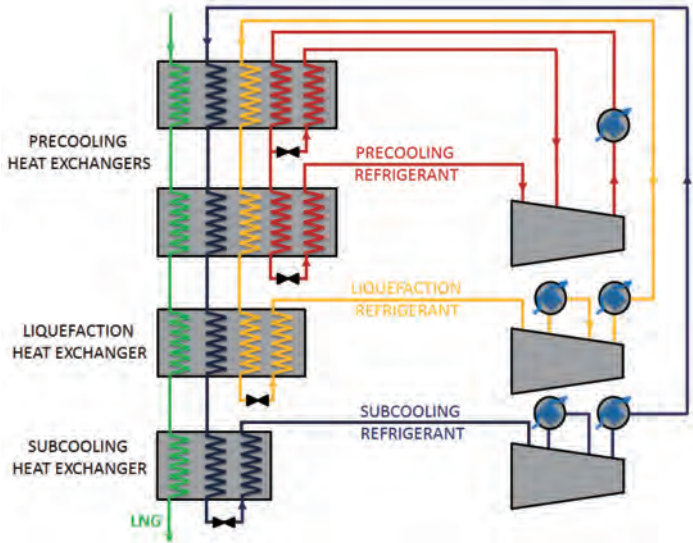 PRECOOLING
HEAT EXCHANGERS
PRECOOLING
REFRIGERANT
LIQUEFACTION
REFRIGERANT
LIQUEFACTION
HEAT EXCHANGER
SUBCOOLING
REFRIGERANT
SUBCOOLING
HEAT EXCHANGER
LNG